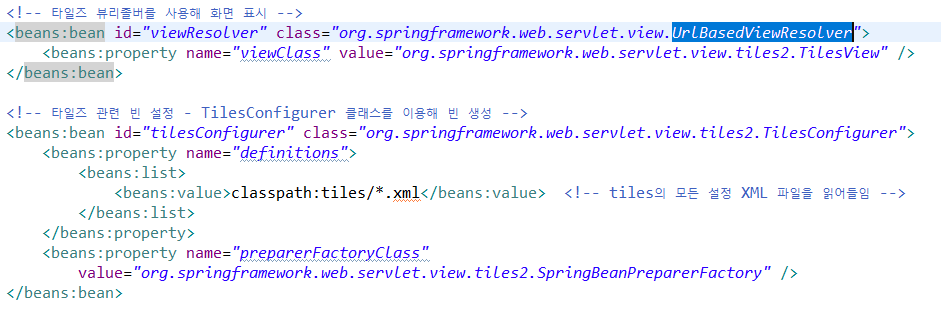 <!-- 타일즈 뷰리졸버를 사용해 화면 표시 -->
<beans:bean id="viewResolver" class="org.springframework.web.servlet.view.UrlBasedViewResolver">
    <beans:property name="viewClass" value="org.springframework.web.servlet.view.tiles2.TilesView" />
</beans:bean>

<!-- 타일즈 관련 빈 설정 - TilesConfigurer 클래스를 이용해 빈 생성 -->
<beans:bean id="tilesConfigurer" class="org.springframework.web.servlet.view.tiles2.TilesConfigurer">
    <beans:property name="definitions">
        <beans:list>
            <beans:value>classpath:tiles/*.xml</beans:value>  <!-- tiles의 모든 설정 XML 파일을 읽어들임 -->
        </beans:list>
    </beans:property>
    <beans:property name="preparerFactoryClass"
        value="org.springframework.web.servlet.view.tiles2.SpringBeanPreparerFactory" />
</beans:bean>